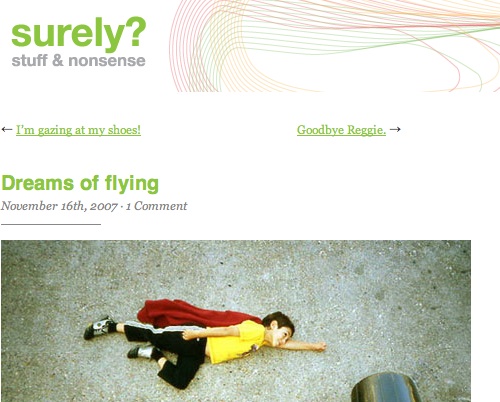 surely?
stuff & nonsense
← I'm gazing at my shoes!
Goodbye Reggie. →
Dreams of flying
November 16th, 2007 · 1 Comment